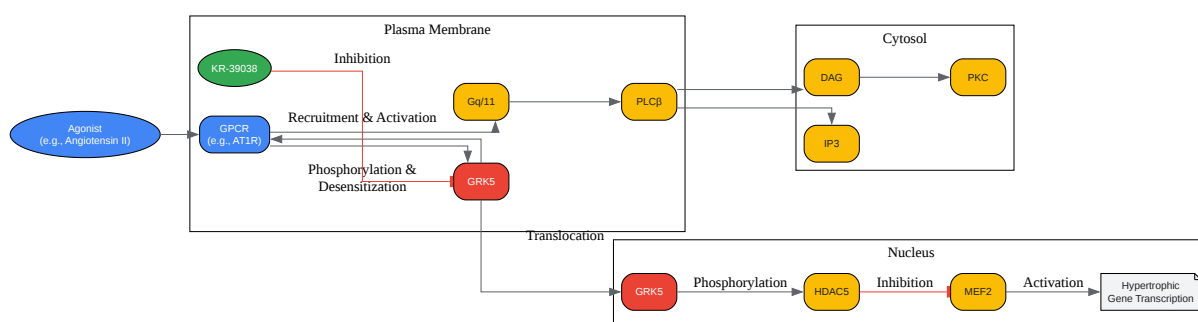 Plasma Membrane
Cytosol
Inhibition
KR-39038
DAG
PKC
Gq/11
PLCβ
Recruitment & Activation
Agonist
(e.g., Angiotensin II)
GPCR
(e.g., AT1R)
IP3
Phosphorylation &
Desensitization
GRK5
Translocation
Nucleus
GRK5
Phosphorylation
HDAC5
Inhibition
MEF2
Activation
Hypertrophic
Gene Transcription